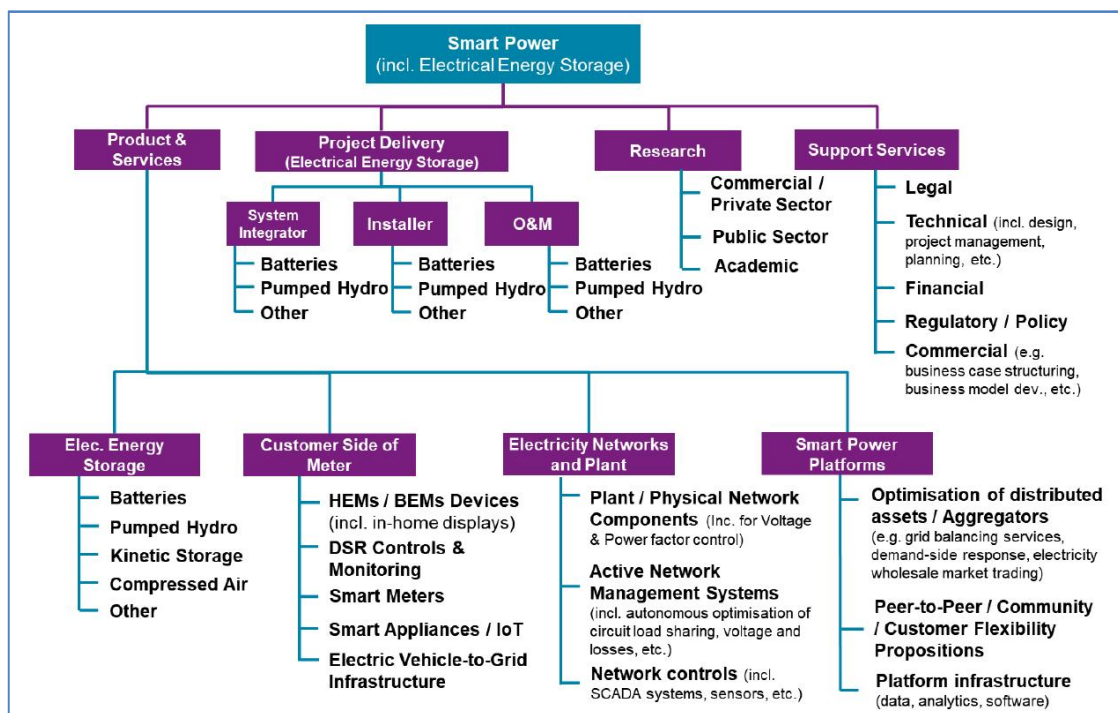 Smart Power
(incl. Electrical Energy Storage)
Product &
Services
Project Delivery
(Electrical Energy Storage)
Research
Support Services
System
Integrator
Installer
O&M
Batteries
Pumped Hydro
Other
Batteries
Pumped Hydro
Other
Batteries
Pumped Hydro
Other
Commercial /
Private Sector
Public Sector
Academic
Legal
Technical (incl. design,
project management,
planning, etc.)
Financial
Regulatory / Policy
Commercial (e.g.
business case structuring,
business model dev., etc.)
Elec. Energy
Storage
Batteries
Pumped Hydro
Kinetic Storage
Compressed Air
Other
Customer Side of
Meter
HEMs / BEMs Devices
(incl. in-home displays)
DSR Controls &
Monitoring
Smart Meters
Smart Appliances / IoT
Electric Vehicle-to-Grid
Infrastructure
Electricity Networks
and Plant
Plant / Physical Network
Components (Inc. for Voltage
& Power factor control)
Active Network
Management Systems
(incl. autonomous optimisation of
circuit load sharing, voltage and
losses, etc.)
Network controls (incl.
SCADA systems, sensors, etc.)
Smart Power
Platforms
Optimisation of distributed
assets / Aggregators
(e.g. grid balancing services,
demand-side response, electricity
wholesale market trading)
Peer-to-Peer / Community
/ Customer Flexibility
Propositions
Platform infrastructure
(data, analytics, software)